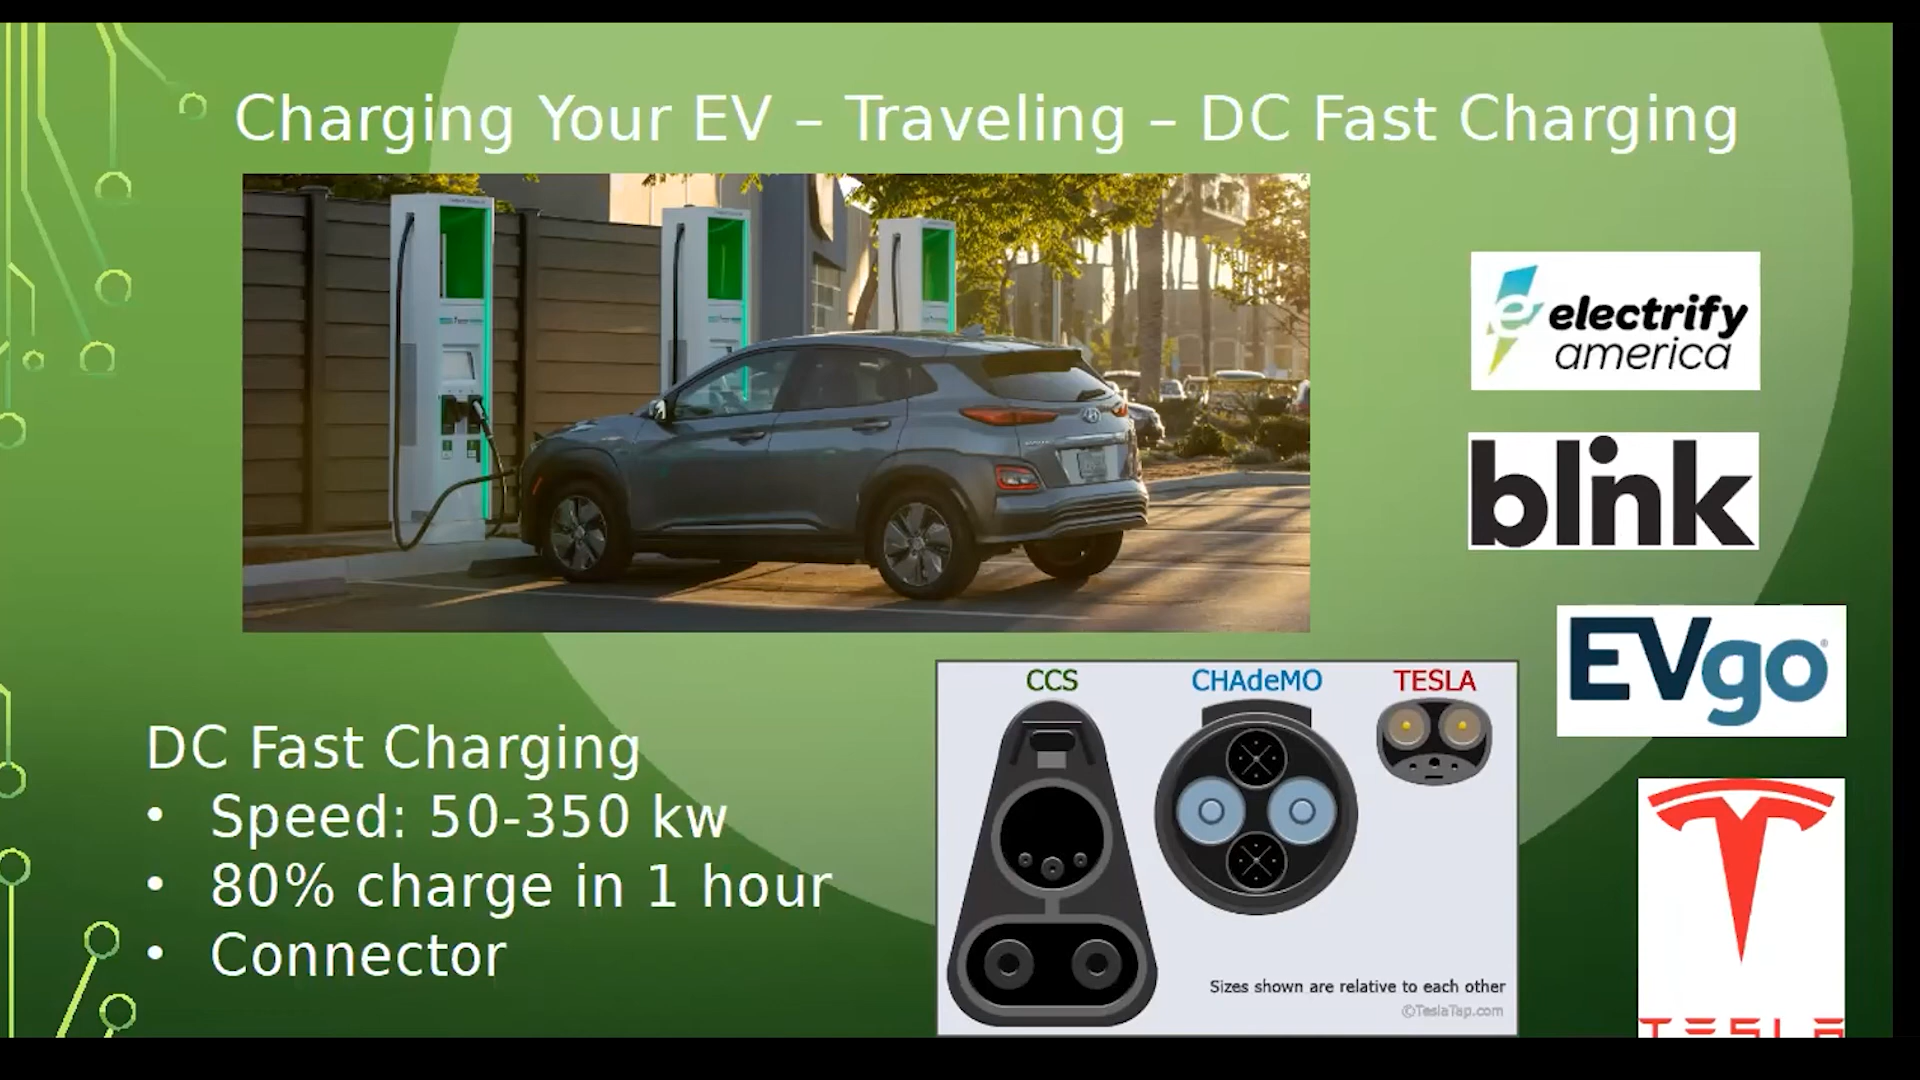 Charging Your EV – Traveling – DC Fast Charging
electrify
america
blink
EVgo
CCS
CHAdeMO
TESLA
DC Fast Charging
• Speed: 50-350 kw
• 80% charge in 1 hour
• Connector
Sizes shown are relative to each other
©TeslaTap.com
TESLA